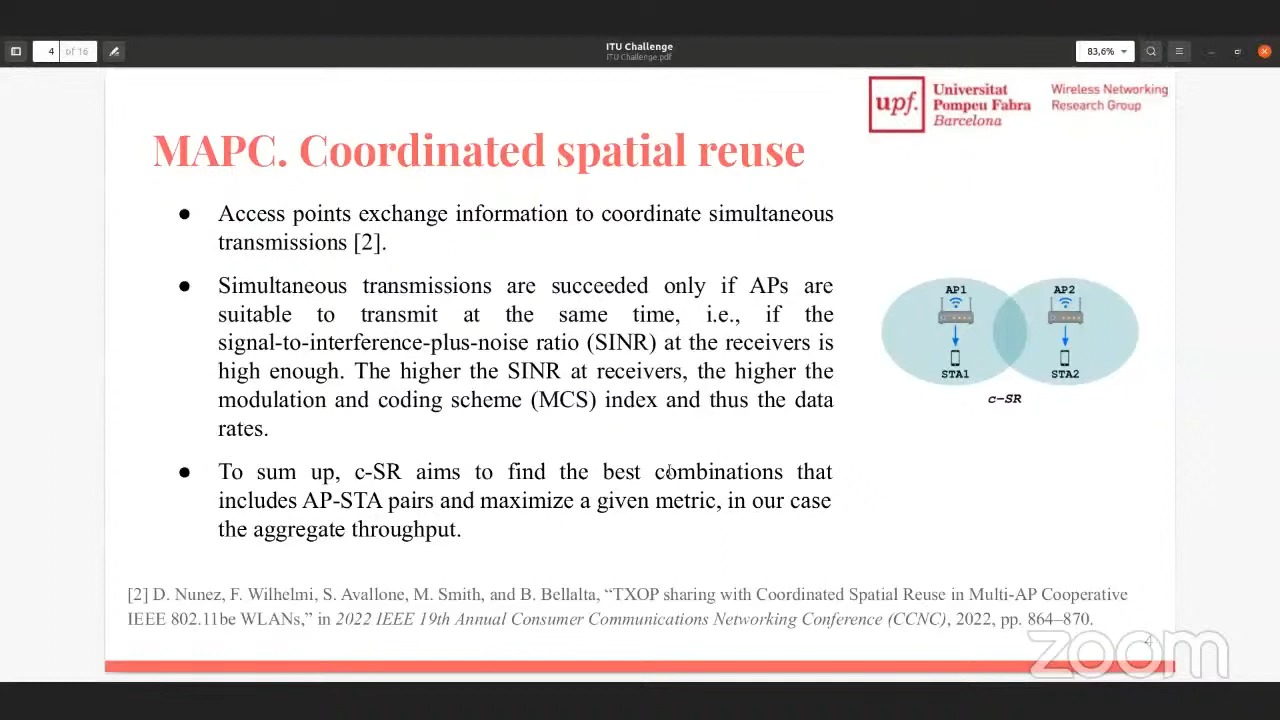 ITU Challenge
ITU Challenge.pdf
4 of 16
83,6%
upf.
Universitat
Pompeu Fabra
Barcelona
Wireless Networking
Research Group
MAPC. Coordinated spatial reuse
● Access points exchange information to coordinate simultaneous
transmissions [2].
● Simultaneous transmissions are succeeded only if APs are
suitable to transmit at the same time, i.e., if the
signal-to-interference-plus-noise ratio (SINR) at the receivers is
high enough. The higher the SINR at receivers, the higher the
modulation and coding scheme (MCS) index and thus the data
rates.
● To sum up, c-SR aims to find the best combinations that
includes AP-STA pairs and maximize a given metric, in our case
the aggregate throughput.
AP1 AP2
STA1 STA2
c-SR
[2] D. Nunez, F. Wilhelmi, S. Avallone, M. Smith, and B. Bellalta, “TXOP sharing with Coordinated Spatial Reuse in Multi-AP Cooperative
IEEE 802.11be WLANs,” in 2022 IEEE 19th Annual Consumer Communications Networking Conference (CCNC), 2022, pp. 864–870.
4
zoom